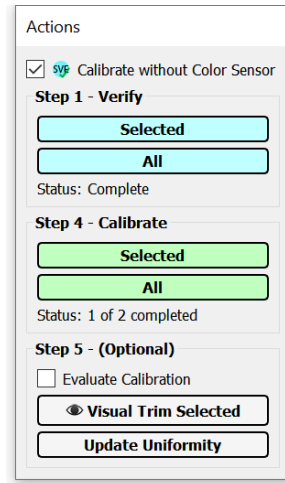 Actions
SVE Calibrate without Color Sensor
Step 1 - Verify
Selected
All
Status: Complete
Step 4 - Calibrate
Selected
All
Status: 1 of 2 completed
Step 5 - (Optional)
Evaluate Calibration
Visual Trim Selected
Update Uniformity